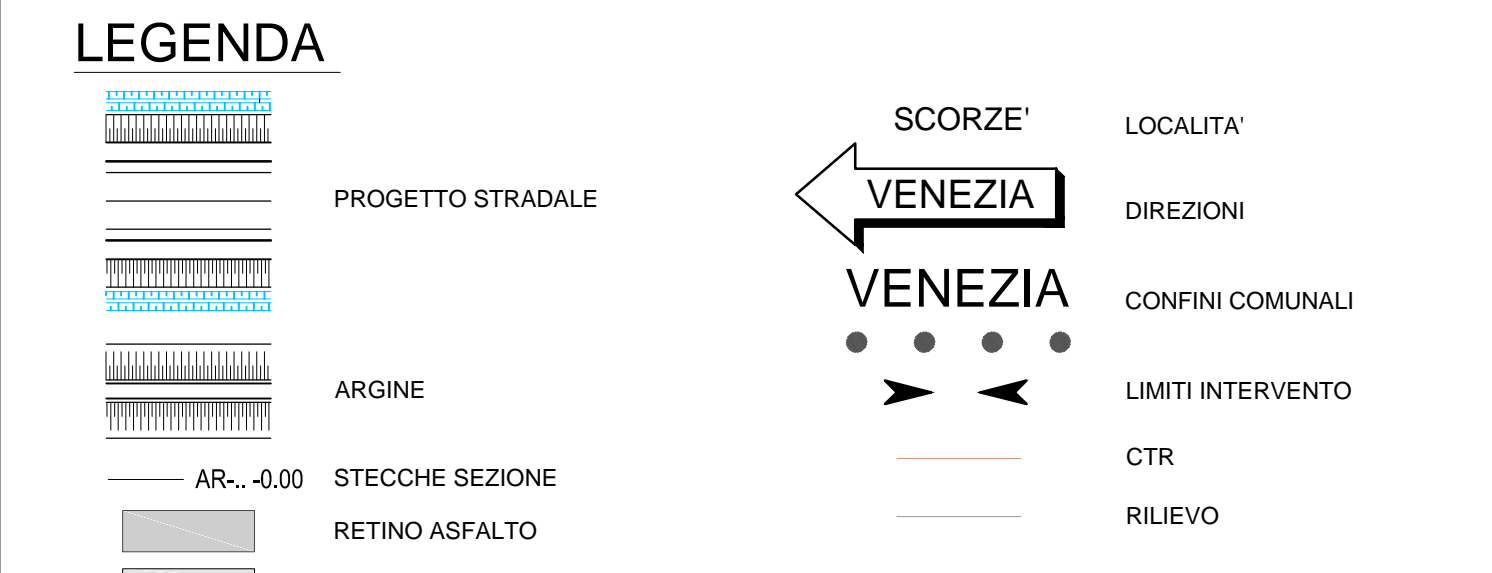 LEGENDA
PROGETTO STRADALE
ARGINE
AR-.. -0.00 STECCHE SEZIONE
RETINO ASFALTO
SCORZE' LOCALITA'
VENEZIA DIREZIONI
VENEZIA CONFINI COMUNALI
LIMITI INTERVENTO
CTR
RILIEVO